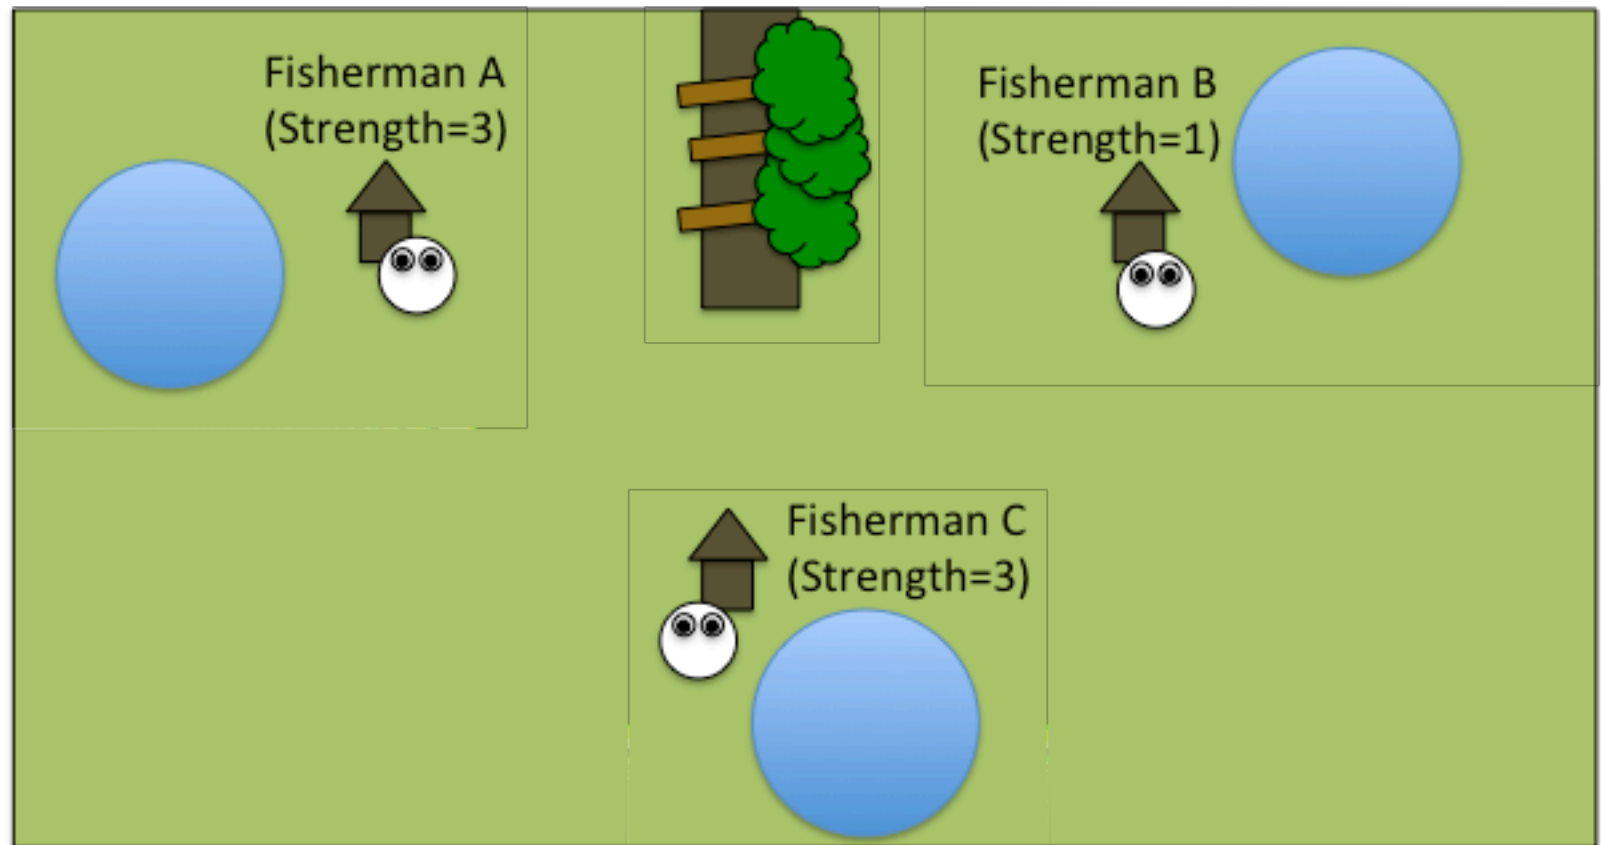 Fisherman A
(Strength=3)
Fisherman B
(Strength=1)
Fisherman C
(Strength=3)